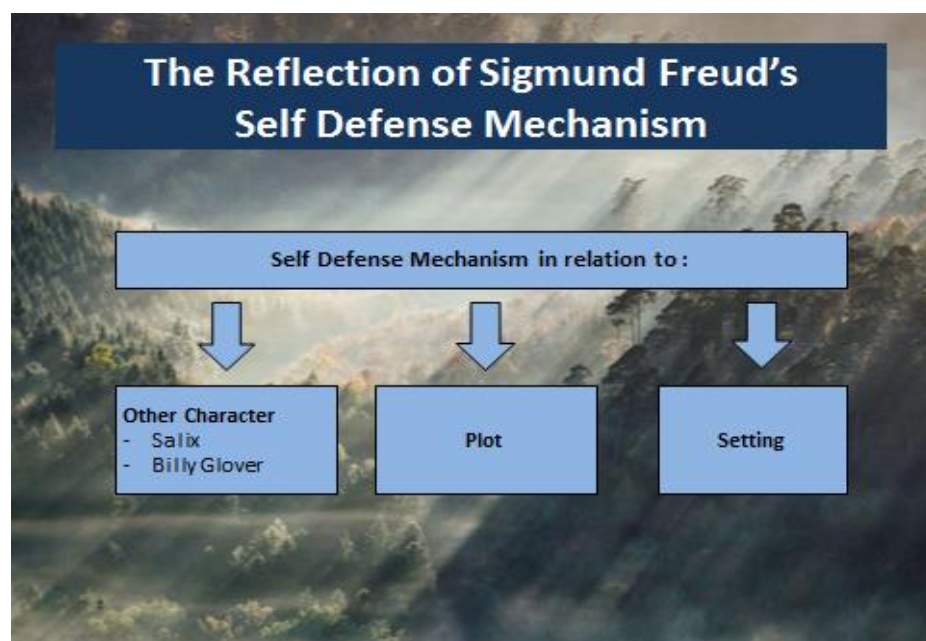 The Reflection of Sigmund Freud’s
Self Defense Mechanism
Self Defense Mechanism in relation to :
Other Character
- Salix
- Billy Glover
Plot
Setting